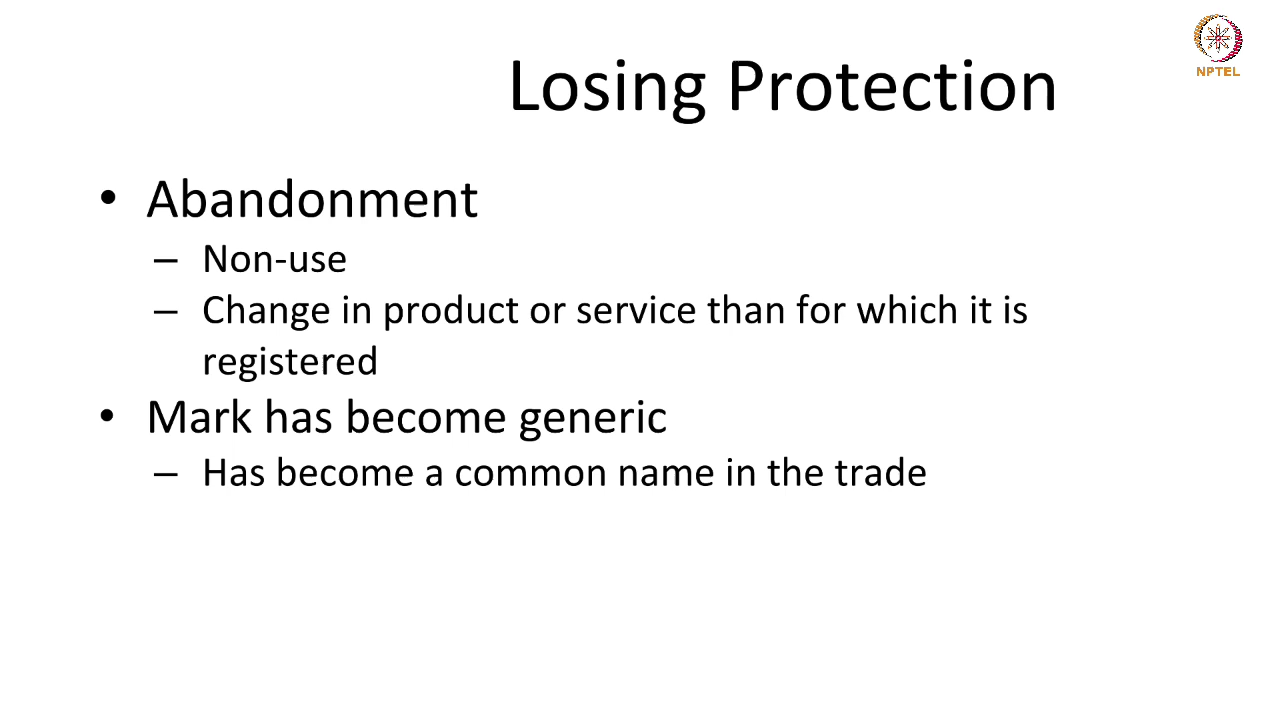 NPTEL
Losing Protection
• Abandonment
– Non-use
– Change in product or service than for which it is
registered
• Mark has become generic
– Has become a common name in the trade